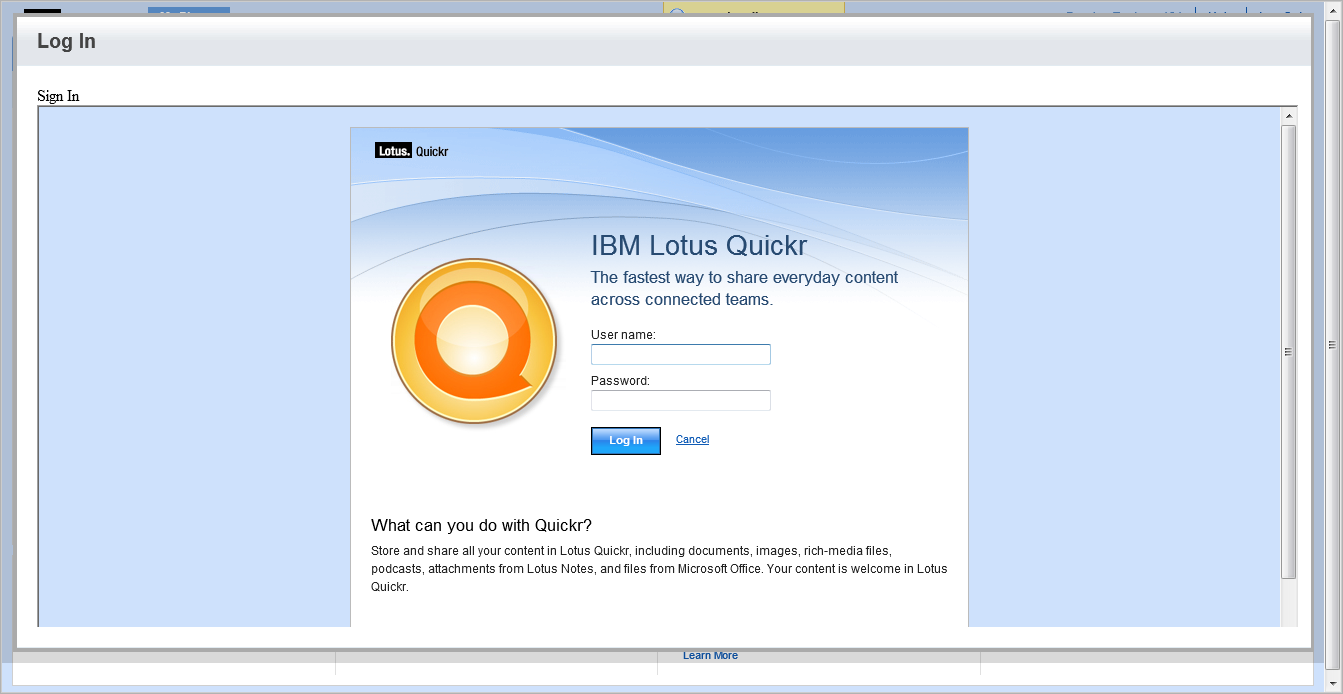 Log In
Sign In
Lotus. Quickr
IBM Lotus Quickr
The fastest way to share everyday content
across connected teams.
User name:
Password:
Log In Cancel
What can you do with Quickr?
Store and share all your content in Lotus Quickr, including documents, images, rich-media files,
podcasts, attachments from Lotus Notes, and files from Microsoft Office. Your content is welcome in Lotus
Quickr.
Learn More